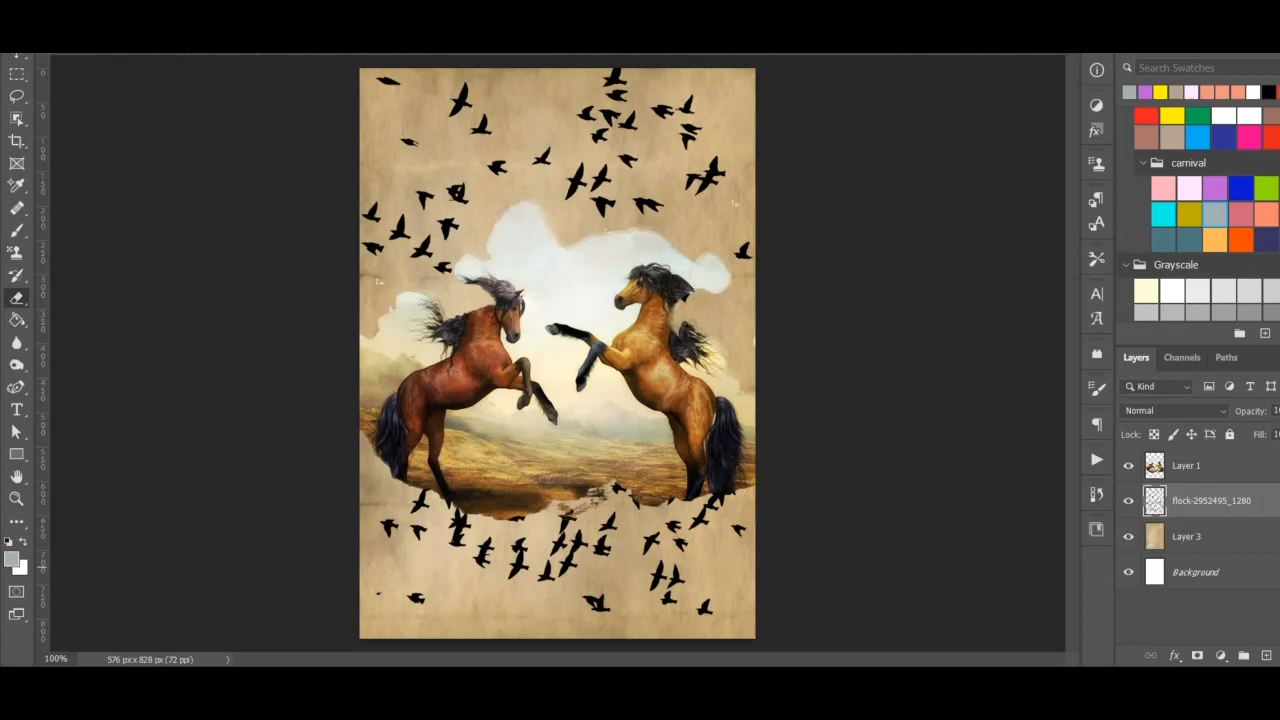 Search Swatches
carnival
Grayscale
Layers Channels Paths
Kind
Normal Opacity:
Lock: Fill:
Layer 1
flock-2952495_1280
Layer 3
Background
fx
100% 576 px x 828 px (72 ppi)